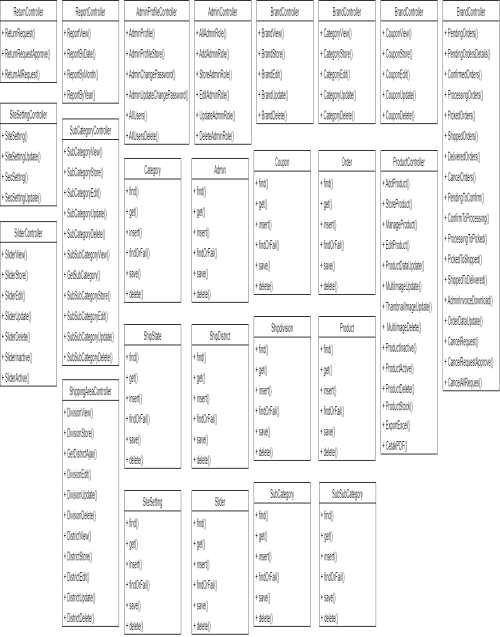 ReturnController
+ ReturnRequest()
+ ReturnRequestApprove()
+ ReturnAllRequest()
SiteSettingController
+ SiteSetting()
+ SiteSettingUpdate()
+ SeoSetting()
+ SeoSettingUpdate()
SliderController
+ SliderView()
+ SliderStore()
+ SliderEdit()
+ SliderUpdate()
+ SliderDelete()
+ SliderInactive()
+ SliderActive()
ReportController
+ ReportView()
+ ReportByDate()
+ ReportByMonth()
+ ReportByYear()
SubCategoryController
+ SubCategoryView()
+ SubCategoryStore()
+ SubCategoryEdit()
+ SubCategoryUpdate()
+ SubCategoryDelete()
+ SubSubCategoryView()
+ GetSubCategory()
+ SubSubCategoryStore()
+ SubSubCategoryEdit()
+ SubSubCategoryUpdate()
+ SubSubCategoryDelete()
ShippingAreaController
+ DivisionView()
+ DivisionStore()
+ GetDistrictAjax()
+ DivisionEdit()
+ DivisionUpdate()
+ DivisionDelete()
+ DistrictView()
+ DistrictStore()
+ DistrictEdit()
+ DistrictUpdate()
+ DistrictDelete()
AdminProfileController
+ AdminProfile()
+ AdminProfileStore()
+ AdminChangePassword()
+ AdminUpdateChangePassword()
+ AllUsers()
+ AllUsersDelete()
AdminController
+ AllAdminRole()
+ AddAdminRole()
+ StoreAdminRole()
+ EditAdminRole()
+ UpdateAdminRole()
+ DeleteAdminRole()
Category
+ find()
+ get()
+ insert()
+ findOrFail()
+ save()
+ delete()
Admin
+ find()
+ get()
+ insert()
+ findOrFail()
+ save()
+ delete()
ShipState
+ find()
+ get()
+ insert()
+ findOrFail()
+ save()
+ delete()
ShipDistrict
+ find()
+ get()
+ insert()
+ findOrFail()
+ save()
+ delete()
SiteSetting
+ find()
+ get()
+ insert()
+ findOrFail()
+ save()
+ delete()
Slider
+ find()
+ get()
+ insert()
+ findOrFail()
+ save()
+ delete()
BrandController
+ BrandView()
+ BrandStore()
+ BrandEdit()
+ BrandUpdate()
+ BrandDelete()
BrandController
+ CategoryView()
+ CategoryStore()
+ CategoryEdit()
+ CategoryUpdate()
+ CategoryDelete()
Coupon
+ find()
+ get()
+ insert()
+ findOrFail()
+ save()
+ delete()
Order
+ find()
+ get()
+ insert()
+ findOrFail()
+ save()
+ delete()
Shipdivision
+ find()
+ get()
+ insert()
+ findOrFail()
+ save()
+ delete()
Product
+ find()
+ get()
+ insert()
+ findOrFail()
+ save()
+ delete()
SubCategory
+ find()
+ get()
+ insert()
+ findOrFail()
+ save()
+ delete()
SubSubCategory
+ find()
+ get()
+ insert()
+ findOrFail()
+ save()
+ delete()
BrandController
+ CouponView()
+ CouponStore()
+ CouponEdit()
+ CouponUpdate()
+ CouponDelete()
ProductController
+ AddProduct()
+ StoreProduct()
+ ManageProduct()
+ EditProduct()
+ ProductDataUpdate()
+ MultiImageUpdate()
+ ThambnailImageUpdate()
+ MultiImageDelete()
+ ProductInactive()
+ ProductActive()
+ ProductDelete()
+ ProductStock()
+ ExportExcel()
+ DetailPDF()
BrandController
+ PendingOrders()
+ PendingOrdersDetails()
+ ConfirmedOrders()
+ ProcessingOrders()
+ PickedOrders()
+ ShippedOrders()
+ DeliveredOrders()
+ CancelOrders()
+ PendingToConfirm()
+ ConfirmToProcessing()
+ ProcessingToPicked()
+ PickedToShipped()
+ ShippedToDelivered()
+ AdminInvoiceDownload()
+ OrderDataUpdate()
+ CancelRequest()
+ CancelRequestApprove()
+ CancelAllReques()